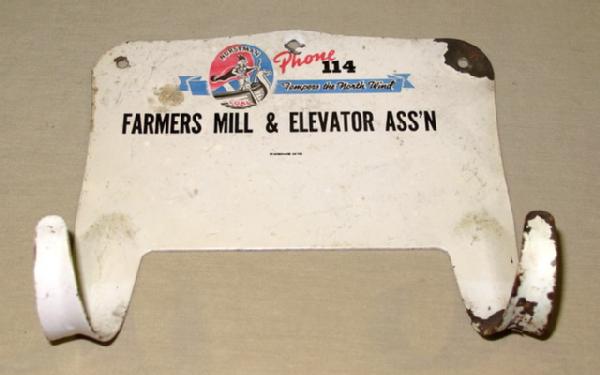 NORSEMAN
COAL
Phone 114
Tempers the North Wind
FARMERS MILL & ELEVATOR ASS'N